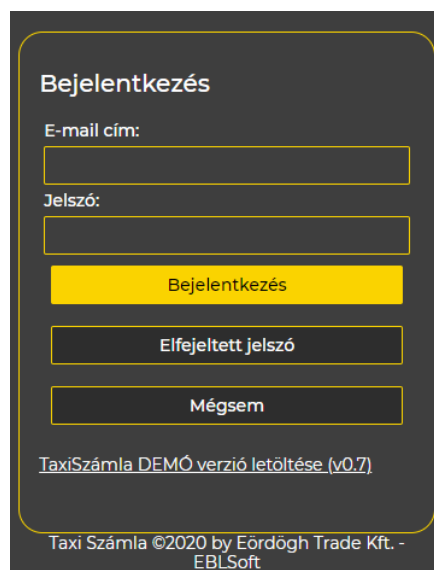 Bejelentkezés
E-mail cím:
Jelszó:
Bejelentkezés
Elfejeltett jelszó
Mégsem
TaxiSzámla DEMÓ verzió letöltése (v0.7)
Taxi Számla ©2020 by Eördögh Trade Kft. -
EBLSoft